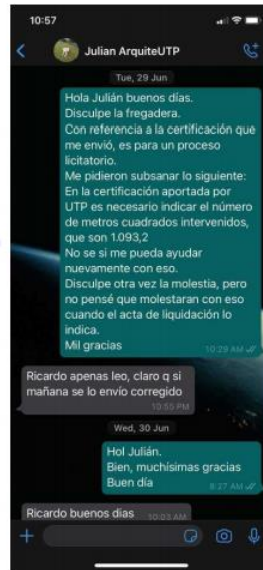 10:57
Julian ArquiteUTP
Tue, 29 Jun
Hola Julián buenos días.
Disculpe la fregadera.
Con referencia a la certificación que
me envió, es para un proceso
licitatorio.
Me pidieron subsanar lo siguiente:
En la certificación aportada por
UTP es necesario indicar el número
de metros cuadrados intervenidos,
que son 1.093,2
No se si me pueda ayudar
nuevamente con eso.
Disculpe otra vez la molestia, pero
no pensé que molestaran con eso
cuando el acta de liquidación lo
indica.
Mil gracias
10:29 AM
Ricardo apenas leo, claro q si
mañana se lo envío corregido
10:55 PM
Wed, 30 Jun
Hol Julián.
Bien, muchísimas gracias
Buen día
8:27 AM
Ricardo buenos dias
10:03 AM